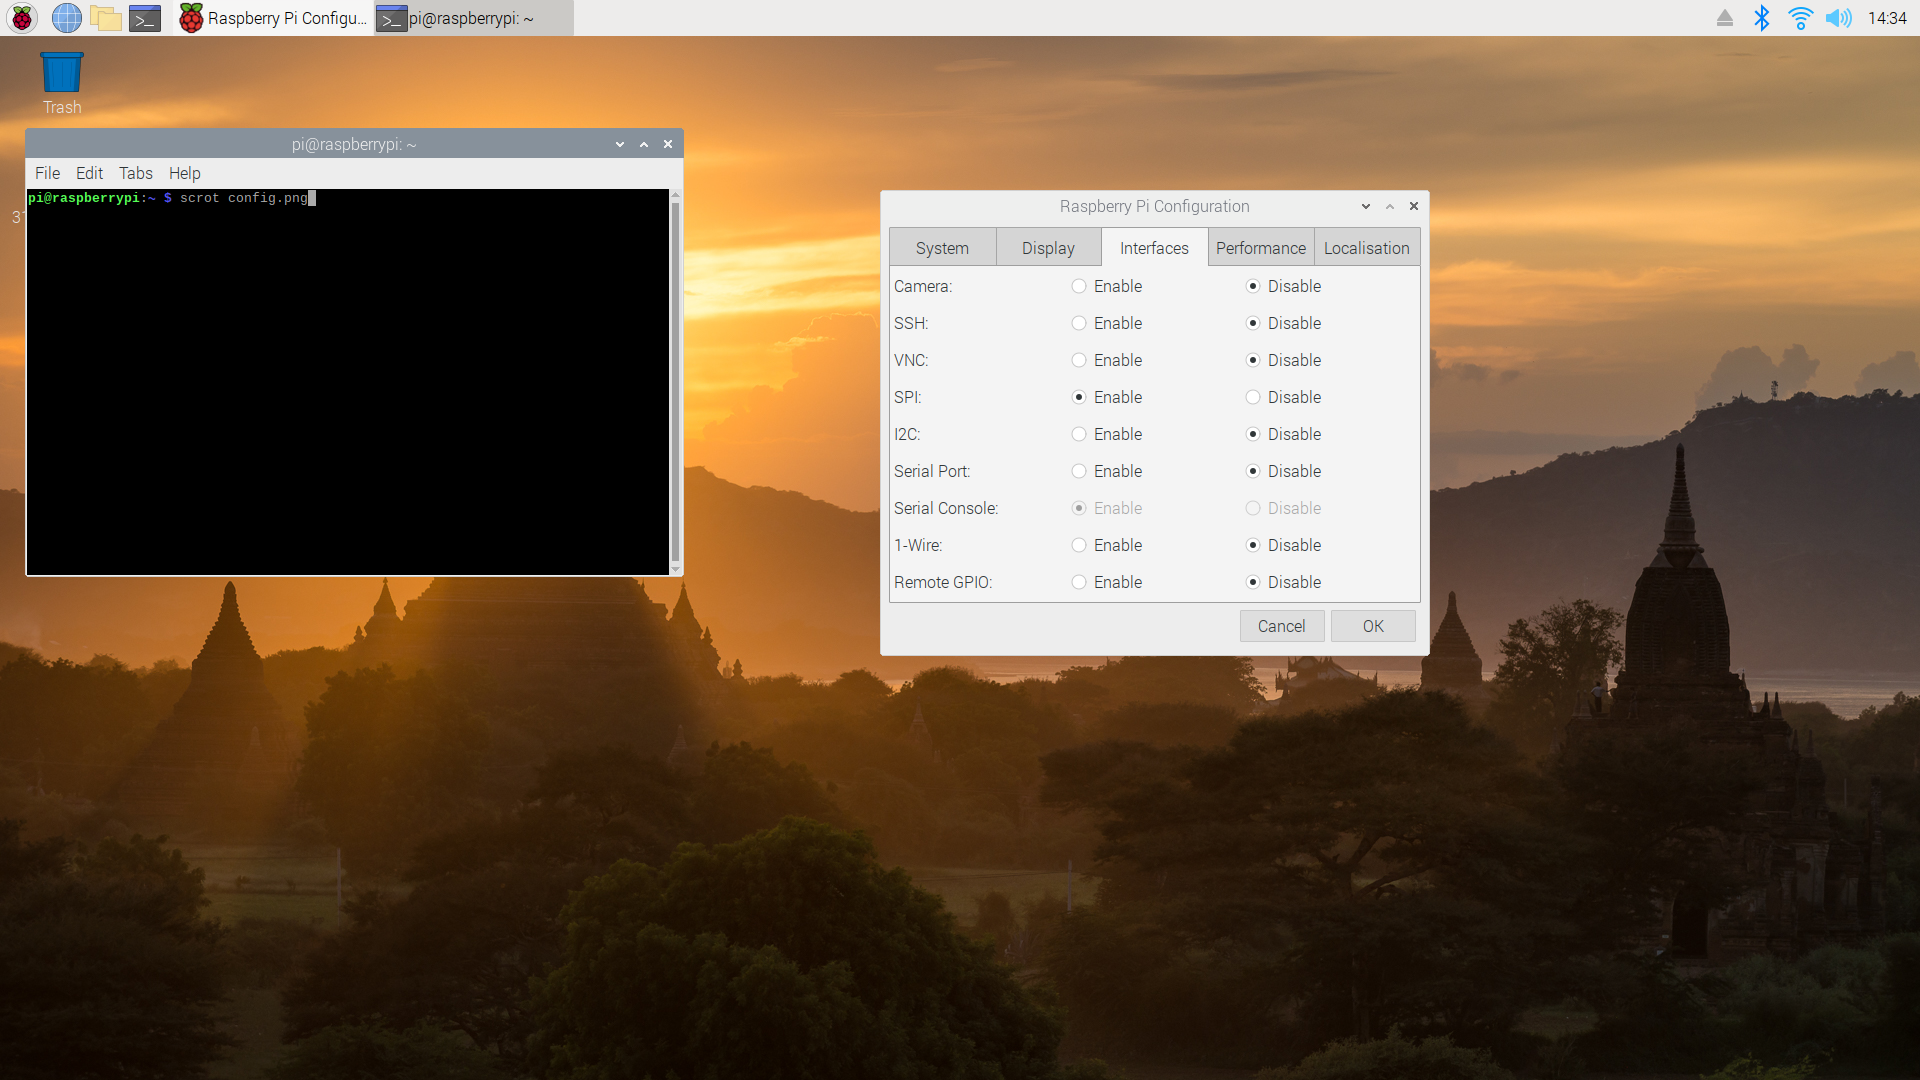 Raspberry Pi Configu... pi@raspberrypi: ~ 14:34
Trash
pi@raspberrypi: ~
File Edit Tabs Help
pi@raspberrypi:~ $ scrot config.png
31
Raspberry Pi Configuration
System Display Interfaces Performance Localisation
Camera: Enable Disable
SSH: Enable Disable
VNC: Enable Disable
SPI: Enable Disable
I2C: Enable Disable
Serial Port: Enable Disable
Serial Console: Enable Disable
1-Wire: Enable Disable
Remote GPIO: Enable Disable
Cancel OK